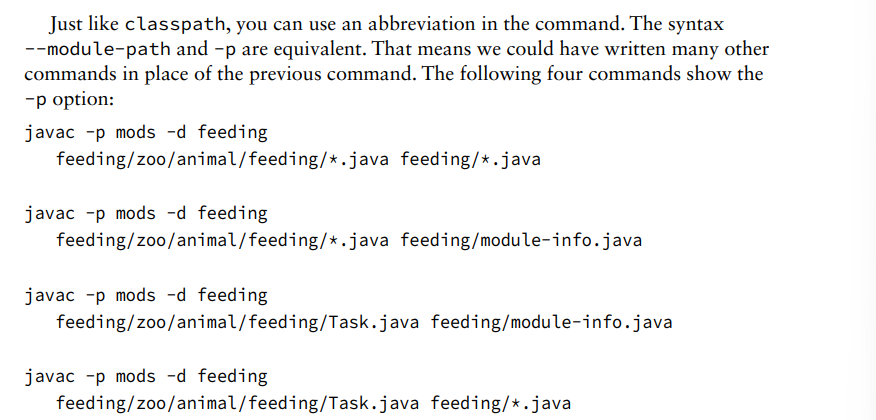 Just like classpath, you can use an abbreviation in the command. The syntax
--module-path and -p are equivalent. That means we could have written many other
commands in place of the previous command. The following four commands show the
-p option:
javac -p mods -d feeding
feeding/zoo/animal/feeding/*.java feeding/*.java
javac -p mods -d feeding
feeding/zoo/animal/feeding/*.java feeding/module-info.java
javac -p mods -d feeding
feeding/zoo/animal/feeding/Task.java feeding/module-info.java
javac -p mods -d feeding
feeding/zoo/animal/feeding/Task.java feeding/*.java